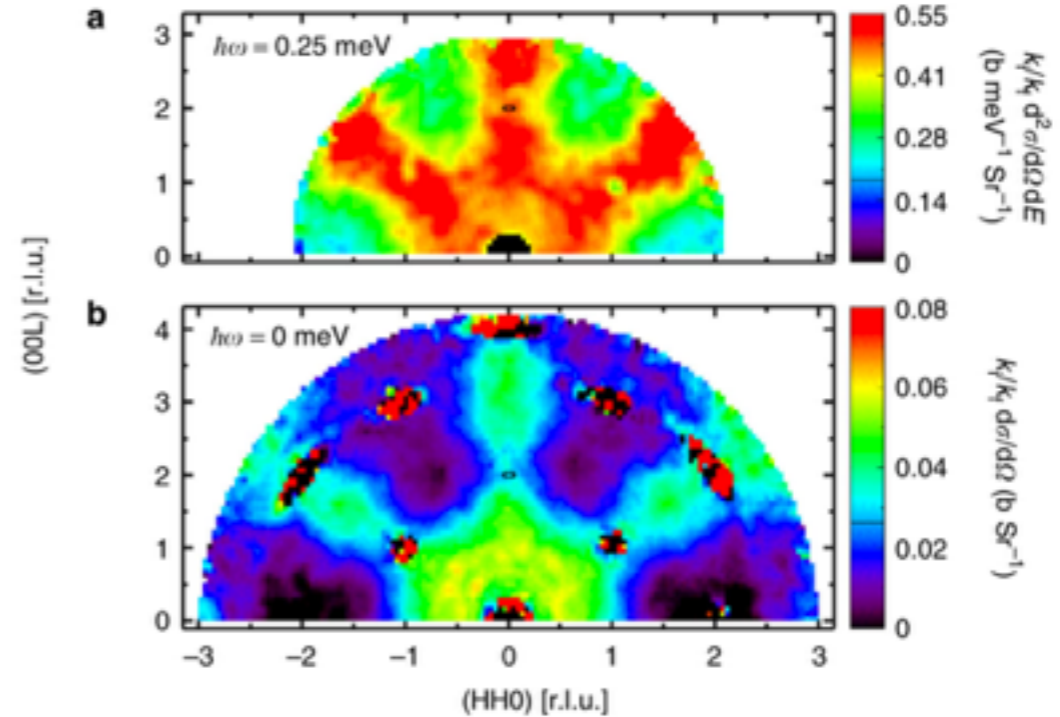 a
ℏω = 0.25 meV
3
2
1
0
0.55
0.41
0.28
0.14
0
kᵢ/k_f d²σ/dΩdE
(b meV⁻¹ Sr⁻¹)
(00L) [r.l.u.]
b
ℏω = 0 meV
4
3
2
1
0
0.08
0.06
0.04
0.02
0
kᵢ/k_f dσ/dΩ (b Sr⁻¹)
−3 −2 −1 0 1 2 3
(HH0) [r.l.u.]